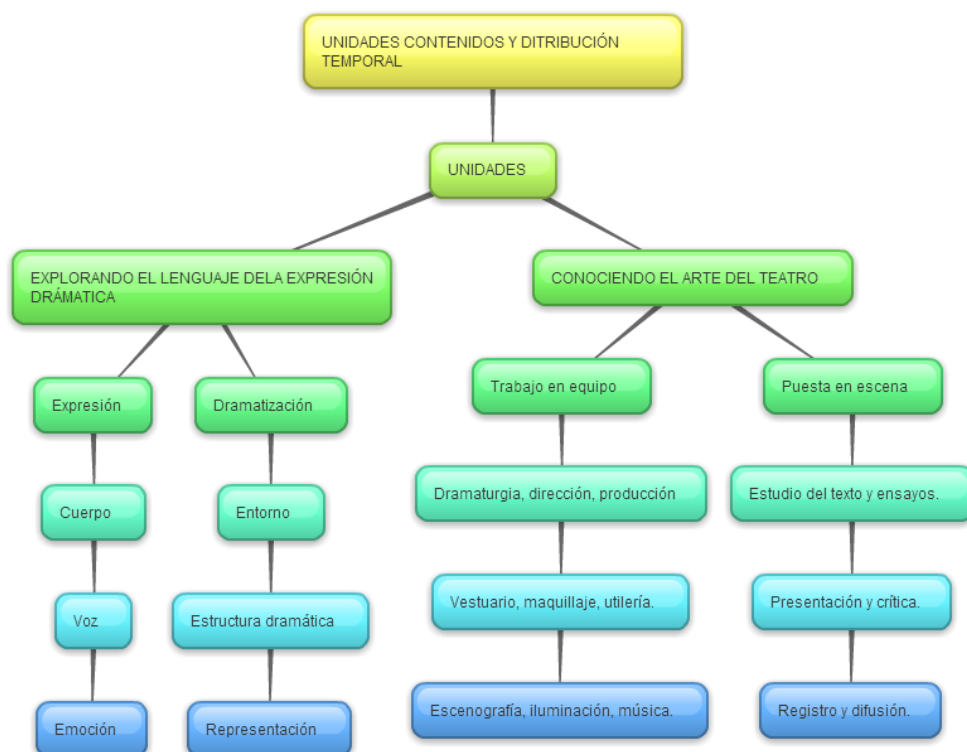 UNIDADES CONTENIDOS Y DITRIBUCIÓN
TEMPORAL
UNIDADES
EXPLORANDO EL LENGUAJE DELA EXPRESIÓN
DRÁMATICA
CONOCIENDO EL ARTE DEL TEATRO
Expresión
Dramatización
Trabajo en equipo
Puesta en escena
Cuerpo
Entorno
Dramaturgia, dirección, producción
Estudio del texto y ensayos.
Voz
Estructura dramática
Vestuario, maquillaje, utilería.
Presentación y crítica.
Emoción
Representación
Escenografía, iluminación, música.
Registro y difusión.